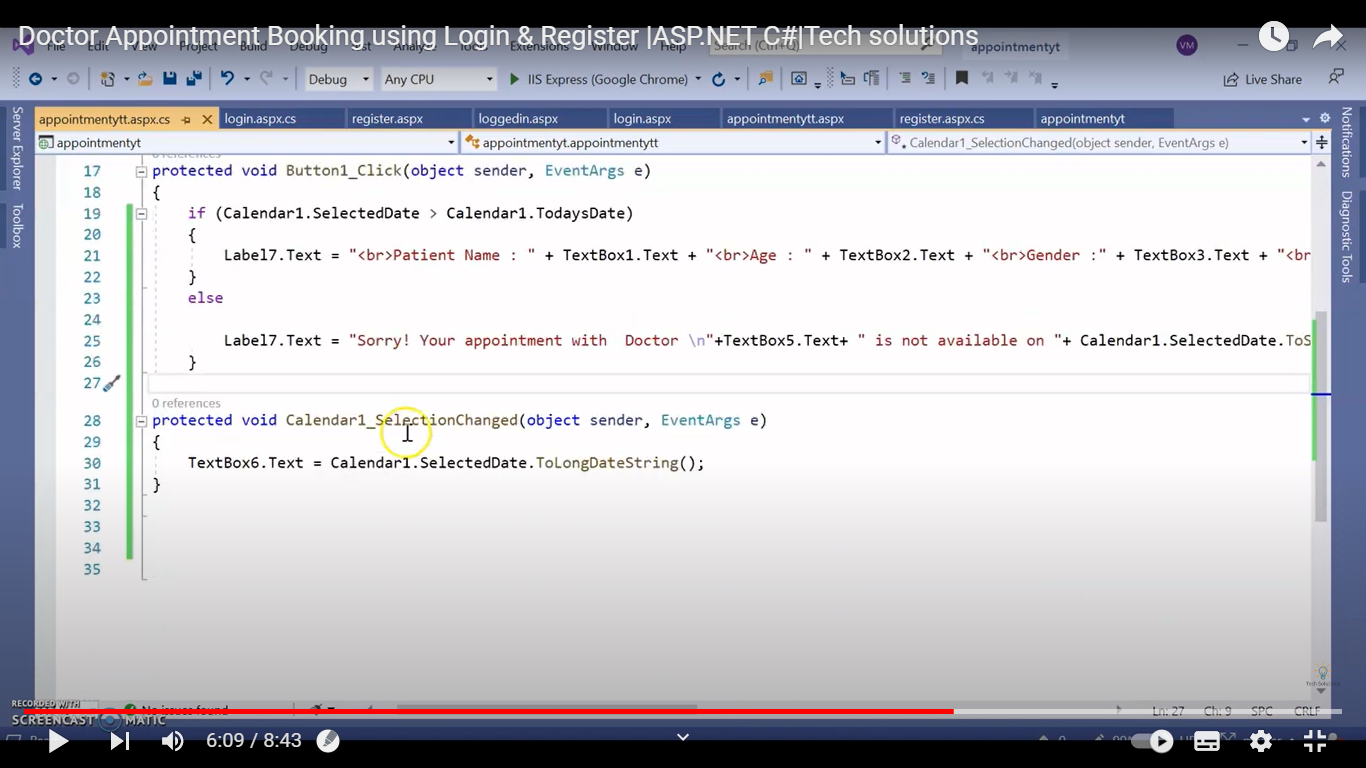 Doctor Appointment Booking using Login & Register |ASP.NET C#|Tech solutions
File Edit View Project Build Debug Test Analyze Tools Extensions Window Help Search (Ctrl+Q) appointmentyt VM
Debug Any CPU IIS Express (Google Chrome) Live Share
appointmentytt.aspx.cs login.aspx.cs register.aspx loggedin.aspx login.aspx appointmentytt.aspx register.aspx.cs appointmentyt
appointmentyt appointmentyt.appointmentytt Calendar1_SelectionChanged(object sender, EventArgs e)
Server Explorer
Toolbox
Notifications
Diagnostic Tools
0 references
17 protected void Button1_Click(object sender, EventArgs e)
18 {
19 if (Calendar1.SelectedDate > Calendar1.TodaysDate)
20 {
21 Label7.Text = "<br>Patient Name : " + TextBox1.Text + "<br>Age : " + TextBox2.Text + "<br>Gender :" + TextBox3.Text + "<br
22 }
23 else
24
25 Label7.Text = "Sorry! Your appointment with  Doctor \n"+TextBox5.Text+ " is not available on "+ Calendar1.SelectedDate.ToS
26 }
27
0 references
28 protected void Calendar1_SelectionChanged(object sender, EventArgs e)
29 {
30 TextBox6.Text = Calendar1.SelectedDate.ToLongDateString();
31 }
32
33
34
35
Tech Solutions
RECORDED WITH
SCREENCAST MATIC
No issues found Ln: 27 Ch: 9 SPC CRLF
6:09 / 8:43